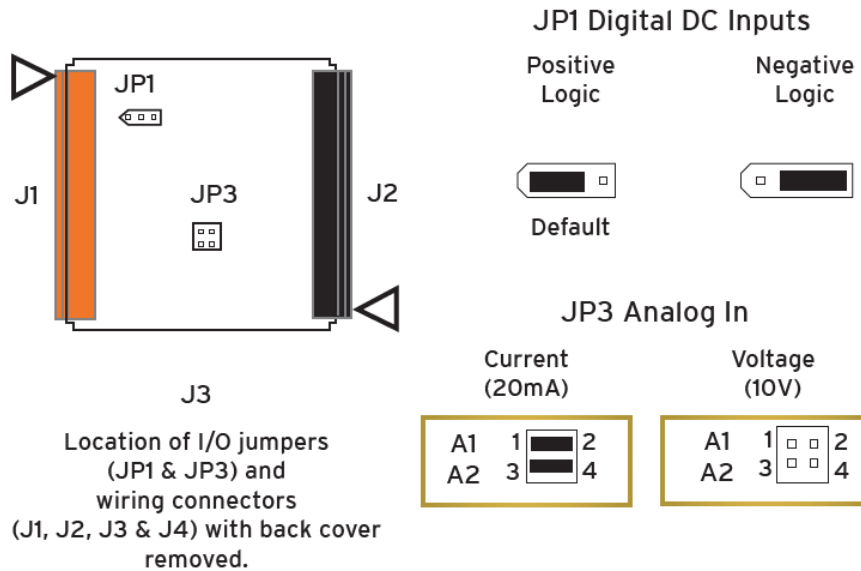 JP1
J1
JP3
J2
J3
Location of I/O jumpers
(JP1 & JP3) and
wiring connectors
(J1, J2, J3 & J4) with back cover
removed.
JP1 Digital DC Inputs
Positive
Logic
Negative
Logic
Default
JP3 Analog In
Current
(20mA)
Voltage
(10V)
A1 1 2
A2 3 4
A1 1 2
A2 3 4